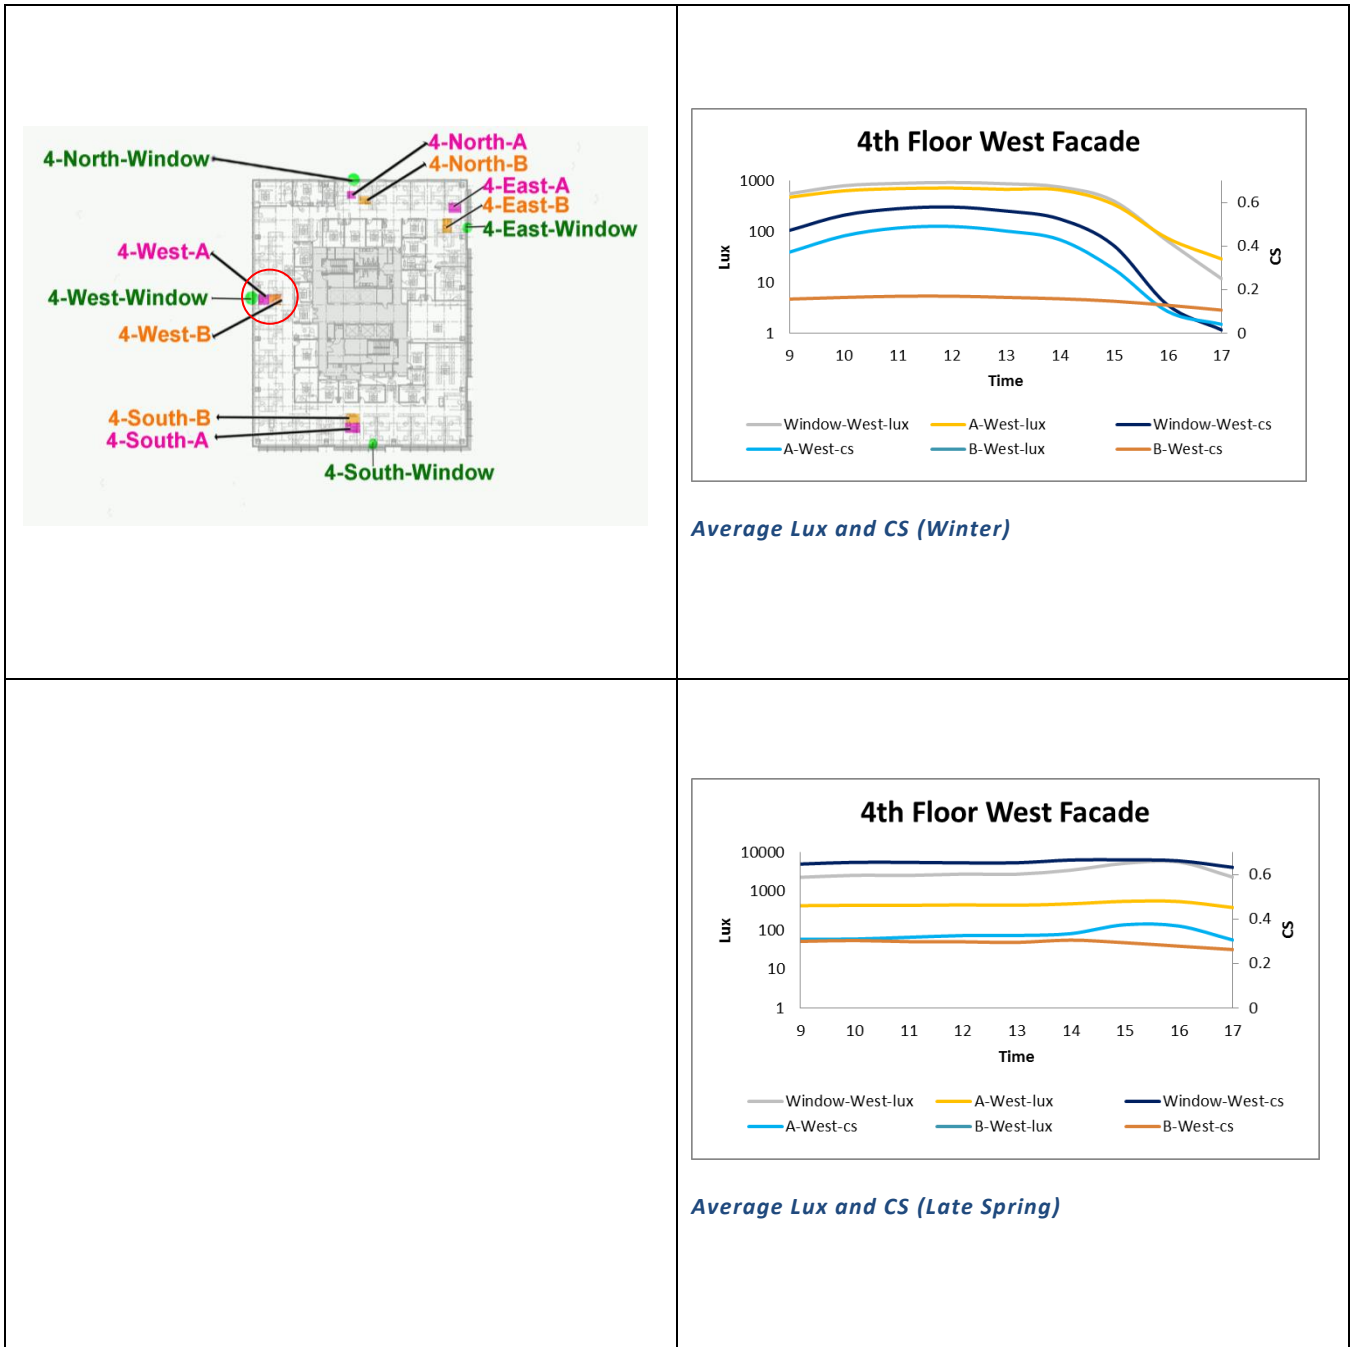 4-North-Window
4-North-A
4-North-B
4-East-A
4-East-B
4-East-Window
4-West-A
4-West-Window
4-West-B
4-South-B
4-South-A
4-South-Window
4th Floor West Facade
1000
100
10
1
Lux
0.6
0.4
0.2
0
CS
9 10 11 12 13 14 15 16 17
Time
Window-West-lux A-West-lux Window-West-cs
A-West-cs B-West-lux B-West-cs
Average Lux and CS (Winter)
4th Floor West Facade
10000
1000
100
10
1
Lux
0.6
0.4
0.2
0
CS
9 10 11 12 13 14 15 16 17
Time
Window-West-lux A-West-lux Window-West-cs
A-West-cs B-West-lux B-West-cs
Average Lux and CS (Late Spring)